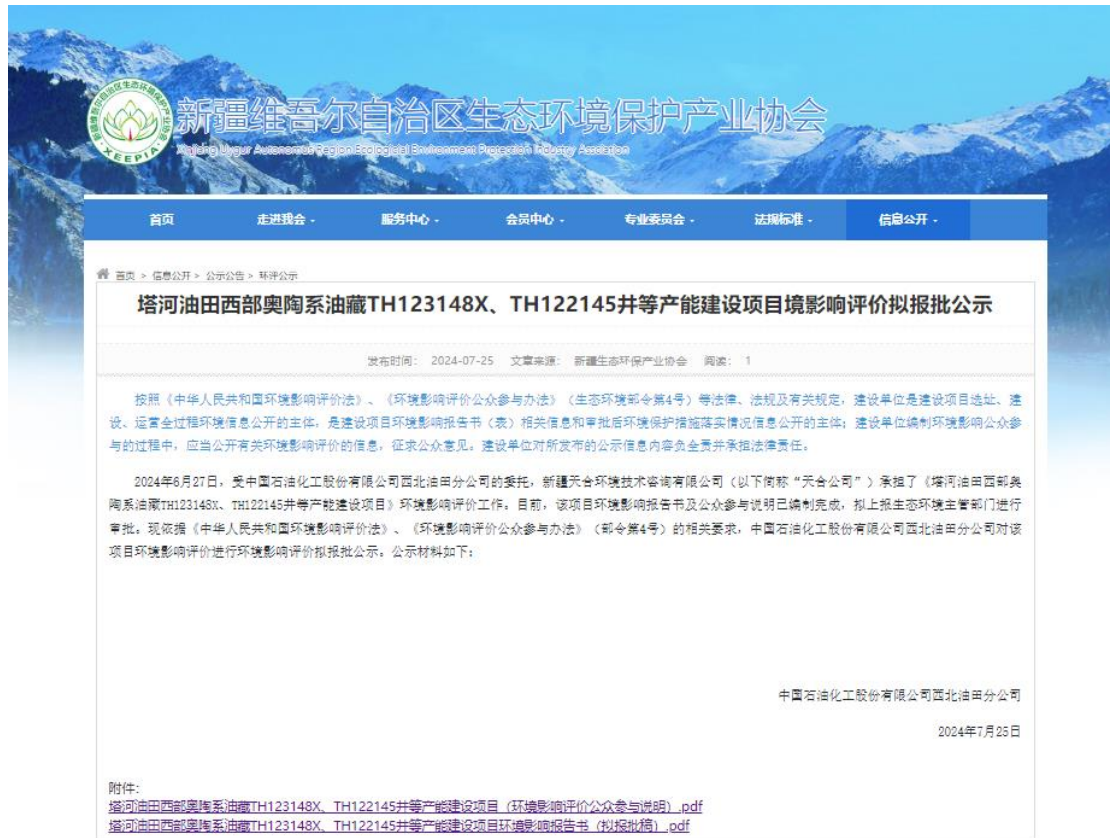 新疆维吾尔自治区生态环境保护产业协会
Xinjiang Uygur Autonomous Region Ecological Environment Protection Industry Association
XEEPIA
首页 走进我会 服务中心 会员中心 专业委员会 法规标准 信息公开
首页 > 信息公开 > 公示公告 > 环评公示
塔河油田西部奥陶系油藏TH123148X、TH122145井等产能建设项目境影响评价拟报批公示
发布时间： 2024-07-25 文章来源： 新疆生态环保产业协会 阅读： 1
按照《中华人民共和国环境影响评价法》、《环境影响评价公众参与办法》（生态环境部令第4号）等法律、法规及有关规定，建设单位是建设项目选址、建
设、运营全过程环境信息公开的主体，是建设项目环境影响报告书（表）相关信息和审批后环境保护措施落实情况信息公开的主体；建设单位编制环境影响公众参
与的过程中，应当公开有关环境影响评价的信息，征求公众意见。建设单位对所发布的公示信息内容负全责并承担法律责任。
2024年6月27日，受中国石油化工股份有限公司西北油田分公司的委托，新疆天合环境技术咨询有限公司（以下简称“天合公司”）承担了《塔河油田西部奥
陶系油藏TH123148X、TH122145井等产能建设项目》环境影响评价工作。目前，该项目环境影响报告书及公众参与说明已编制完成，拟上报生态环境主管部门进行
审批。现依据《中华人民共和国环境影响评价法》、《环境影响评价公众参与办法》（部令第4号）的相关要求，中国石油化工股份有限公司西北油田分公司对该
项目环境影响评价进行环境影响评价拟报批公示。公示材料如下：
中国石油化工股份有限公司西北油田分公司
2024年7月25日
附件：
塔河油田西部奥陶系油藏TH123148X、TH122145井等产能建设项目（环境影响评价公众参与说明）.pdf
塔河油田西部奥陶系油藏TH123148X、TH122145井等产能建设项目环境影响报告书（拟报批稿）.pdf